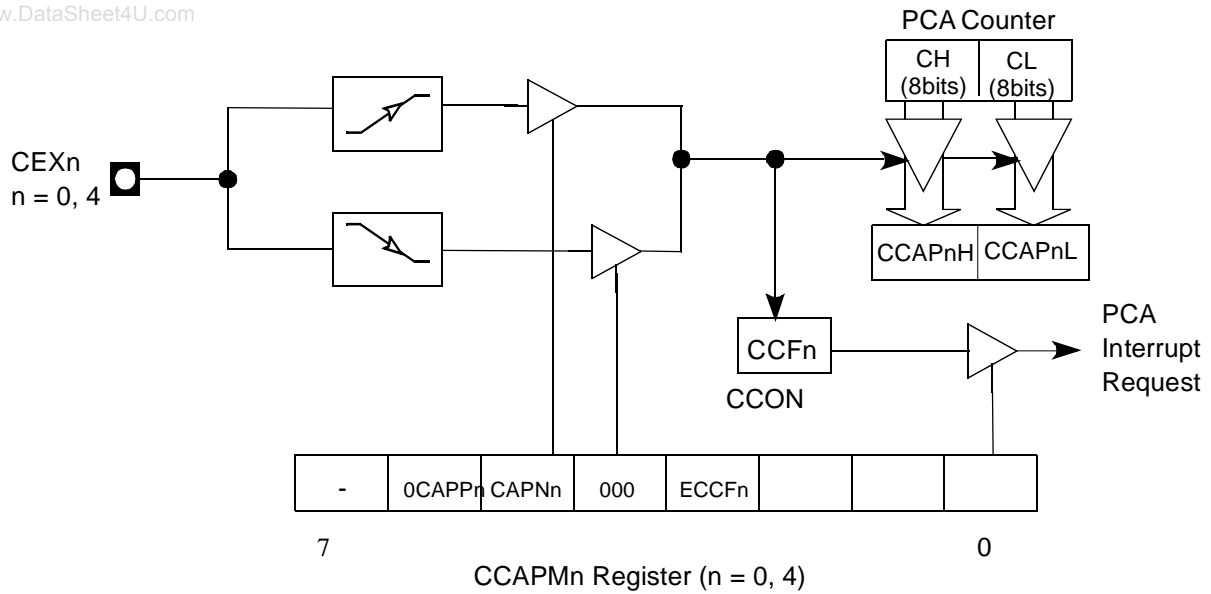 w.DataSheet4U.com
PCA Counter
CH
(8bits)
CL
(8bits)
CEXn
n = 0, 4
CCAPnH
CCAPnL
CCFn
CCON
PCA
Interrupt
Request
- 0CAPPn CAPNn 000 ECCFn
7 0
CCAPMn Register (n = 0, 4)